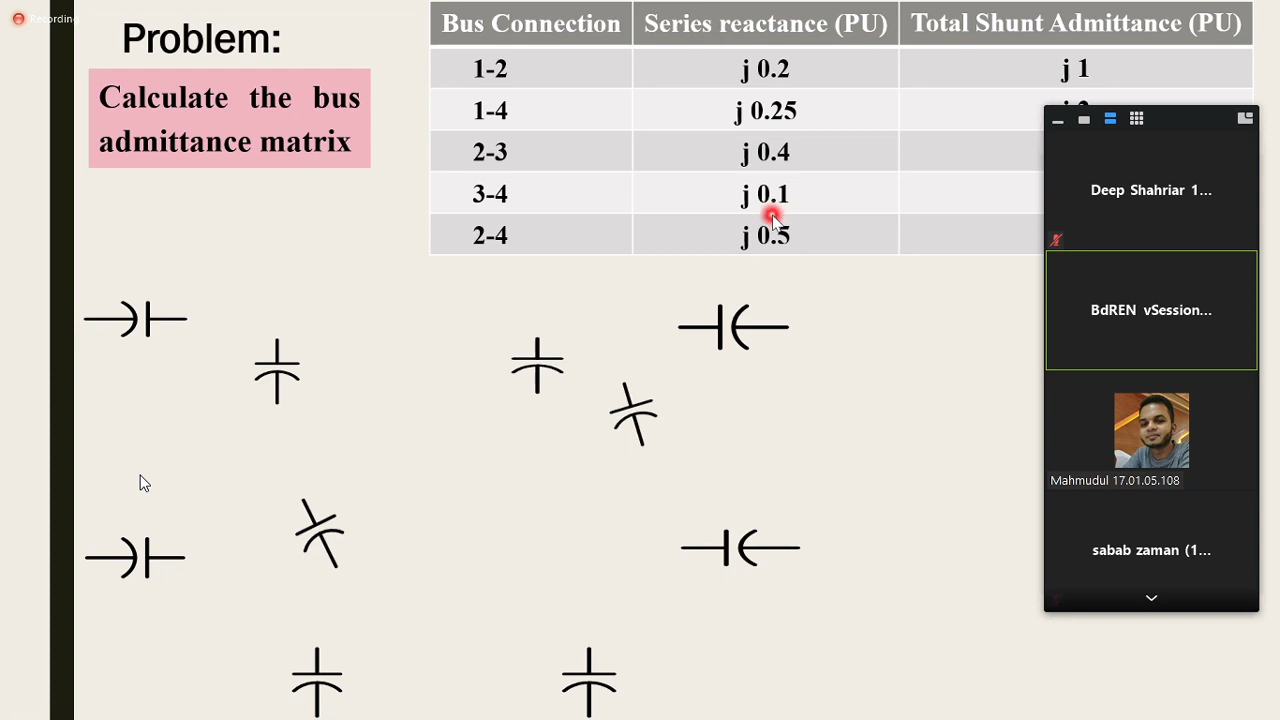 Recording
Problem:
Calculate the bus
admittance matrix
Bus Connection Series reactance (PU) Total Shunt Admittance (PU)
1-2 j 0.2 j 1
1-4 j 0.25
2-3 j 0.4
3-4 j 0.1
2-4 j 0.5
Deep Shahriar 1...
BdREN vSession...
Mahmudul 17.01.05.108
sabab zaman (1...